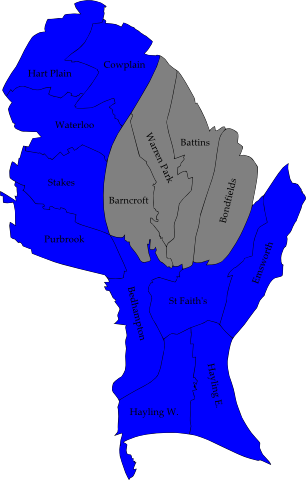 Cowplain
Hart Plain
Waterloo
Battins
Warren Park
Stakes
Bondfields
Barncroft
Purbrook
Emsworth
Bedhampton
St Faith's
Hayling E.
Hayling W.